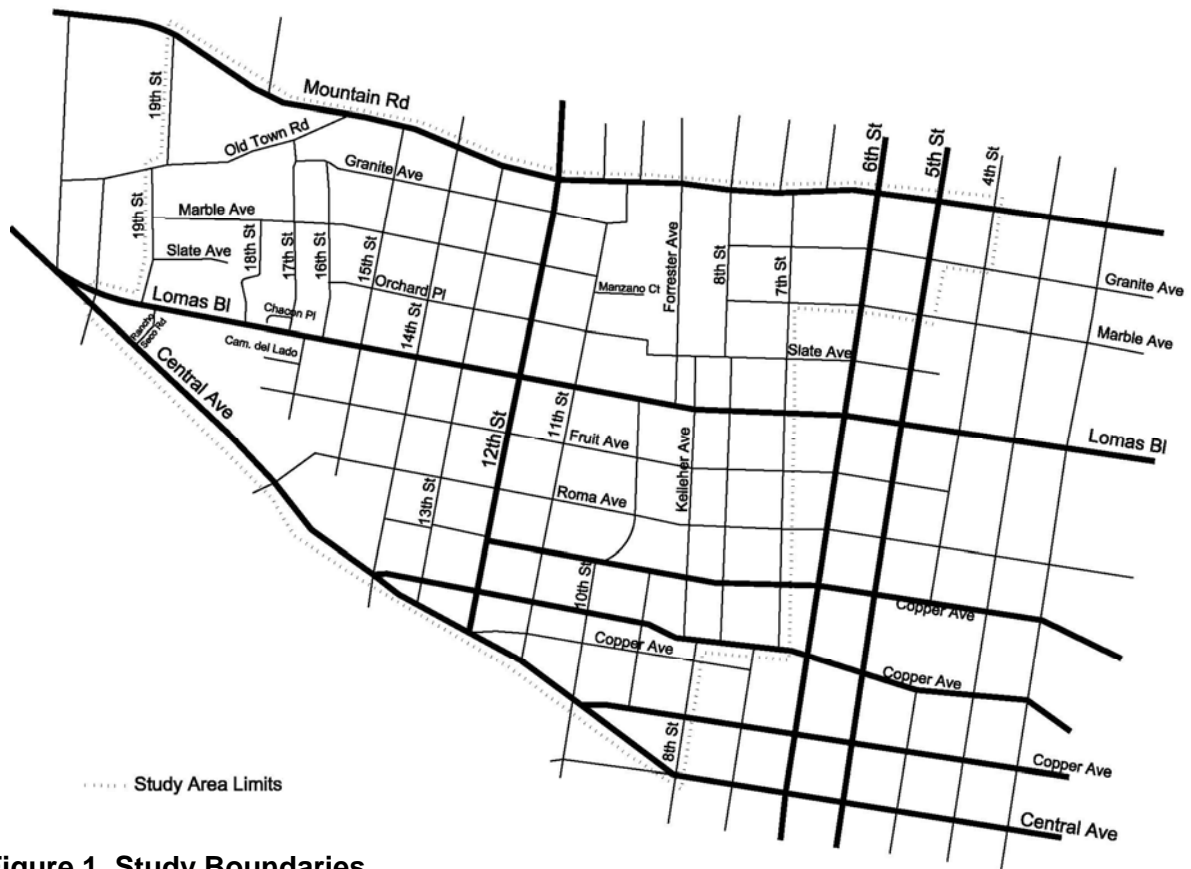 19th St
Mountain Rd
Old Town Rd
Granite Ave
6th St
5th St
4th St
19th St
Marble Ave
Slate Ave
18th St
17th St
16th St
15th St
Orchard Pl
Manzano Ct
Forrester Ave
8th St
7th St
Granite Ave
Marble Ave
Lomas Bl
Chacon Pl
14th St
Cam. del Lado
Rancho
Seco Rd
Slate Ave
Central Ave
12th St
11th St
Fruit Ave
Kelleher Ave
Lomas Bl
Roma Ave
13th St
10th St
Copper Ave
Copper Ave
Copper Ave
8th St
Copper Ave
Central Ave
Study Area Limits
Figure 1. Study Boundaries